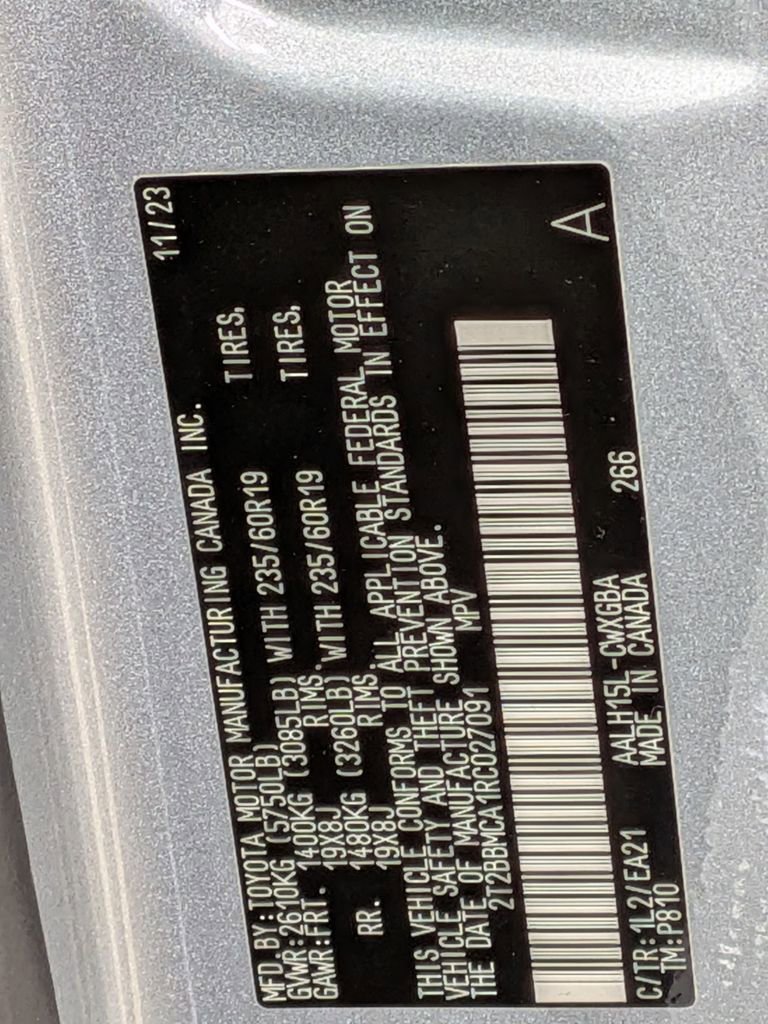 MFD.BY:TOYOTA MOTOR MANUFACTURING CANADA INC. 11/23
GVWR:2610KG (5750LB)
GAWR:FRT. 1400KG (3085LB) WITH 235/60R19 TIRES,
19X8J RIMS.
RR. 1480KG (3260LB) WITH 235/60R19 TIRES,
19X8J RIMS.
THIS VEHICLE CONFORMS TO ALL APPLICABLE FEDERAL MOTOR
VEHICLE SAFETY AND THEFT PREVENTION STANDARDS IN EFFECT ON
THE DATE OF MANUFACTURE SHOWN ABOVE.
2T2BBMCA1RC027091 MPV
A
C/TR:1L2/EA21 AALH15L-CWXGBA 266
TM:P810 MADE IN CANADA